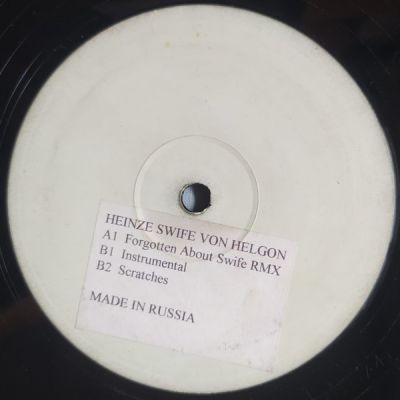 HEINZE SWIFE VON HELGON
A1 Forgotten About Swife RMX
B1 Instrumental
B2 Scratches
MADE IN RUSSIA